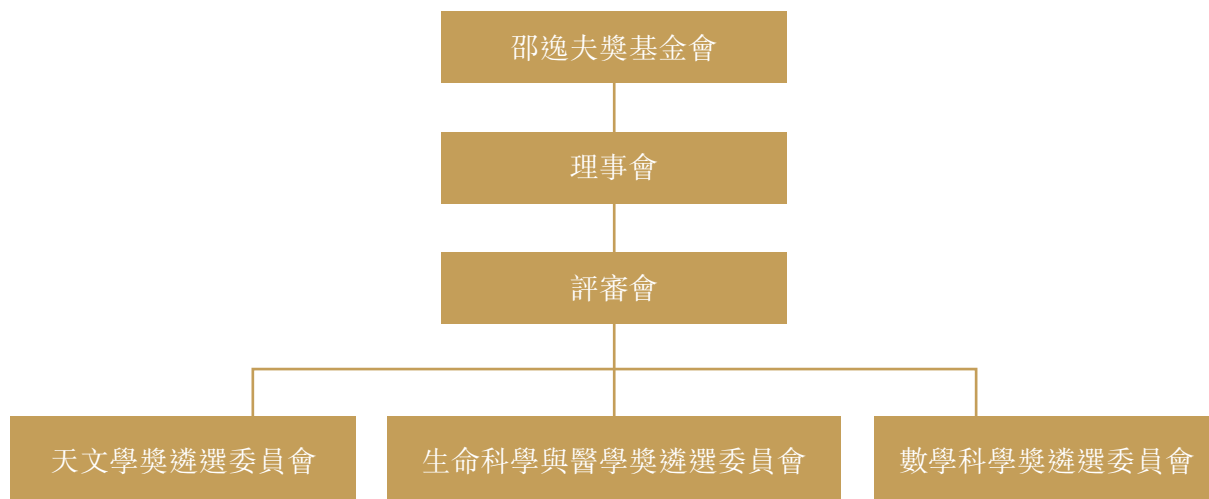 邵逸夫獎基金會
理事會
評審會
天文學獎遴選委員會
生命科學與醫學獎遴選委員會
數學科學獎遴選委員會